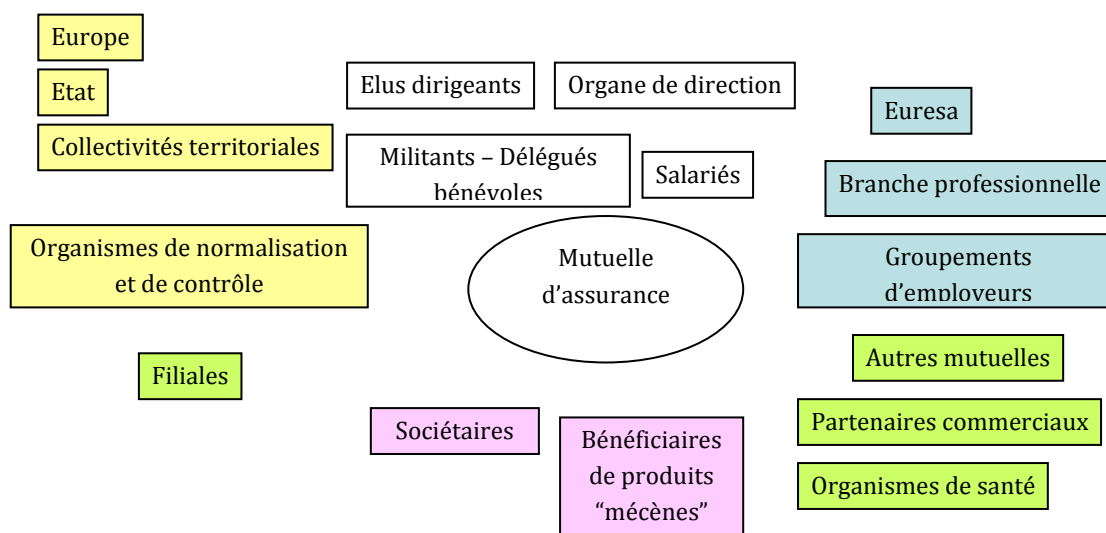 Europe
Etat
Collectivités territoriales
Elus dirigeants
Organe de direction
Militants – Délégués
bénévoles
Salariés
Euresa
Branche professionnelle
Organismes de normalisation
et de contrôle
Mutuelle
d’assurance
Groupements
d’employeurs
Filiales
Autres mutuelles
Sociétaires
Bénéficiaires
de produits
“mécènes”
Partenaires commerciaux
Organismes de santé